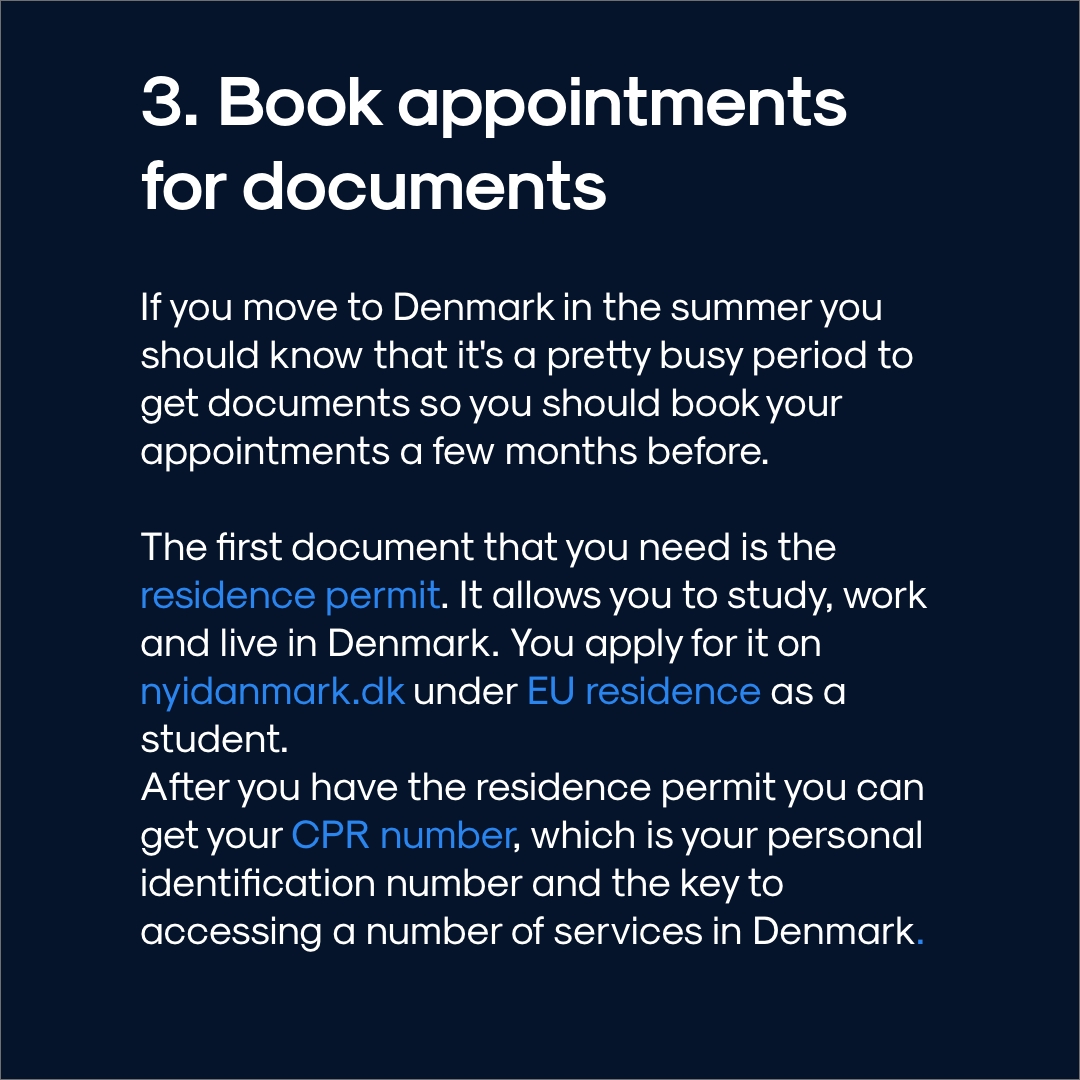 3. Book appointments
for documents
If you move to Denmark in the summer you
should know that it's a pretty busy period to
get documents so you should book your
appointments a few months before.
The first document that you need is the
residence permit. It allows you to study, work
and live in Denmark. You apply for it on
nyidanmark.dk under EU residence as a
student.
After you have the residence permit you can
get your CPR number, which is your personal
identification number and the key to
accessing a number of services in Denmark.